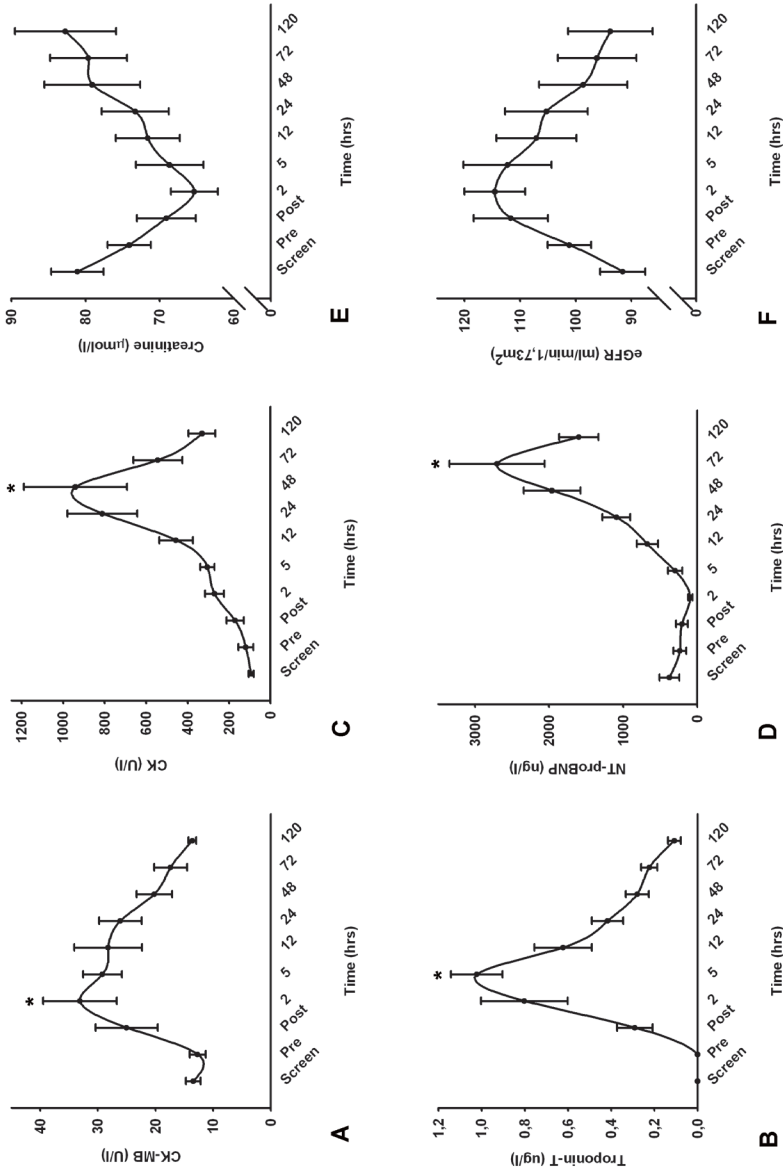 A
CK-MB (U/l)
40
30
20
10
0
Screen
Pre
Post
2
5
12
24
48
72
120
Time (hrs)
*
C
CK (U/l)
1200
1000
800
600
400
200
0
Screen
Pre
Post
2
5
12
24
48
72
120
Time (hrs)
*
E
Creatinine (μmol/l)
90
80
70
60
0
Screen
Pre
Post
2
5
12
24
48
72
120
Time (hrs)
B
Troponin-T (ug/l)
1,2
1,0
0,8
0,6
0,4
0,2
0,0
Screen
Pre
Post
2
5
12
24
48
72
120
Time (hrs)
*
D
NT-proBNP (ng/l)
3000
2000
1000
0
Screen
Pre
Post
2
5
12
24
48
72
120
Time (hrs)
*
F
eGFR (ml/min/1,73m²)
120
110
100
90
0
Screen
Pre
Post
2
5
12
24
48
72
120
Time (hrs)